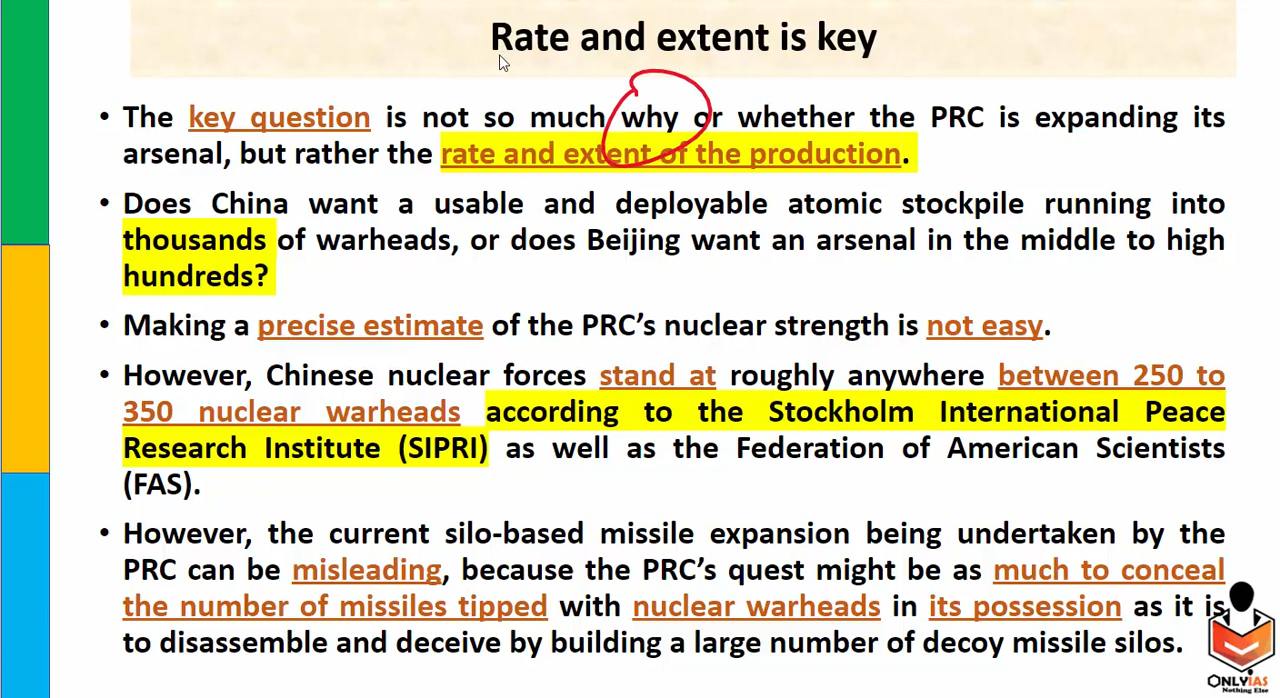 Rate and extent is key
• The key question is not so much why or whether the PRC is expanding its
arsenal, but rather the rate and extent of the production.
• Does China want a usable and deployable atomic stockpile running into
thousands of warheads, or does Beijing want an arsenal in the middle to high
hundreds?
• Making a precise estimate of the PRC’s nuclear strength is not easy.
• However, Chinese nuclear forces stand at roughly anywhere between 250 to
350 nuclear warheads according to the Stockholm International Peace
Research Institute (SIPRI) as well as the Federation of American Scientists
(FAS).
• However, the current silo-based missile expansion being undertaken by the
PRC can be misleading, because the PRC’s quest might be as much to conceal
the number of missiles tipped with nuclear warheads in its possession as it is
to disassemble and deceive by building a large number of decoy missile silos.
ONLYIAS
Nothing Else